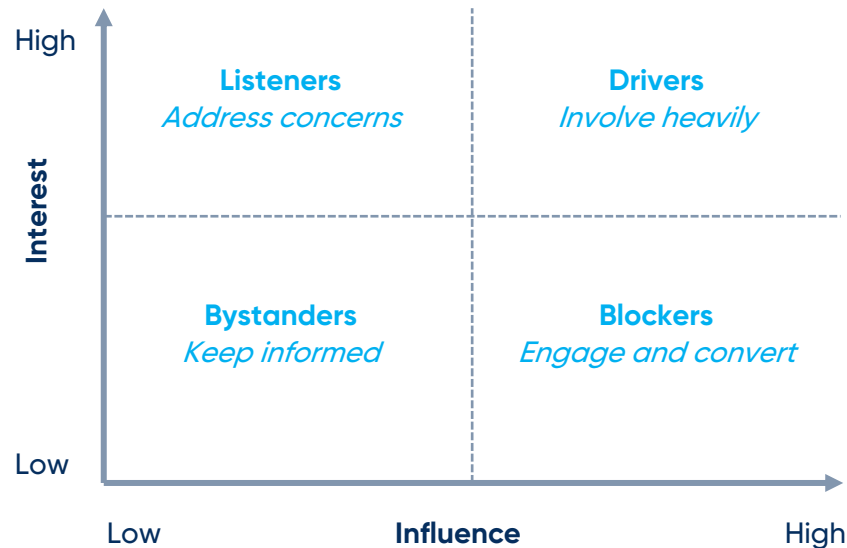 High
Listeners
Address concerns
Drivers
Involve heavily
Interest
Bystanders
Keep informed
Blockers
Engage and convert
Low
Low
Influence
High